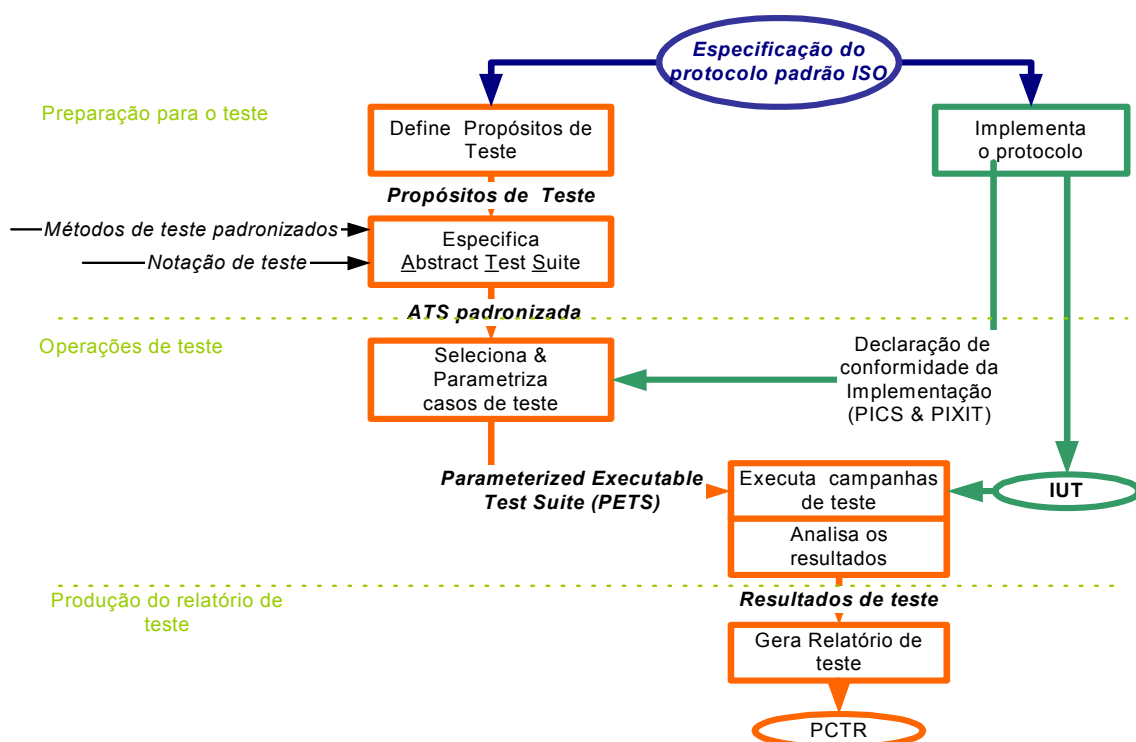 Especificação do
protocolo padrão ISO
Preparação para o teste
Define Propósitos de
Teste
Implementa
o protocolo
Propósitos de Teste
Métodos de teste padronizados
Notação de teste
Especifica
Abstract Test Suite
ATS padronizada
Operações de teste
Seleciona &
Parametriza
casos de teste
Declaração de
conformidade da
Implementação
(PICS & PIXIT)
Parameterized Executable
Test Suite (PETS)
Executa campanhas
de teste
IUT
Analisa os
resultados
Produção do relatório de
teste
Resultados de teste
Gera Relatório de
teste
PCTR